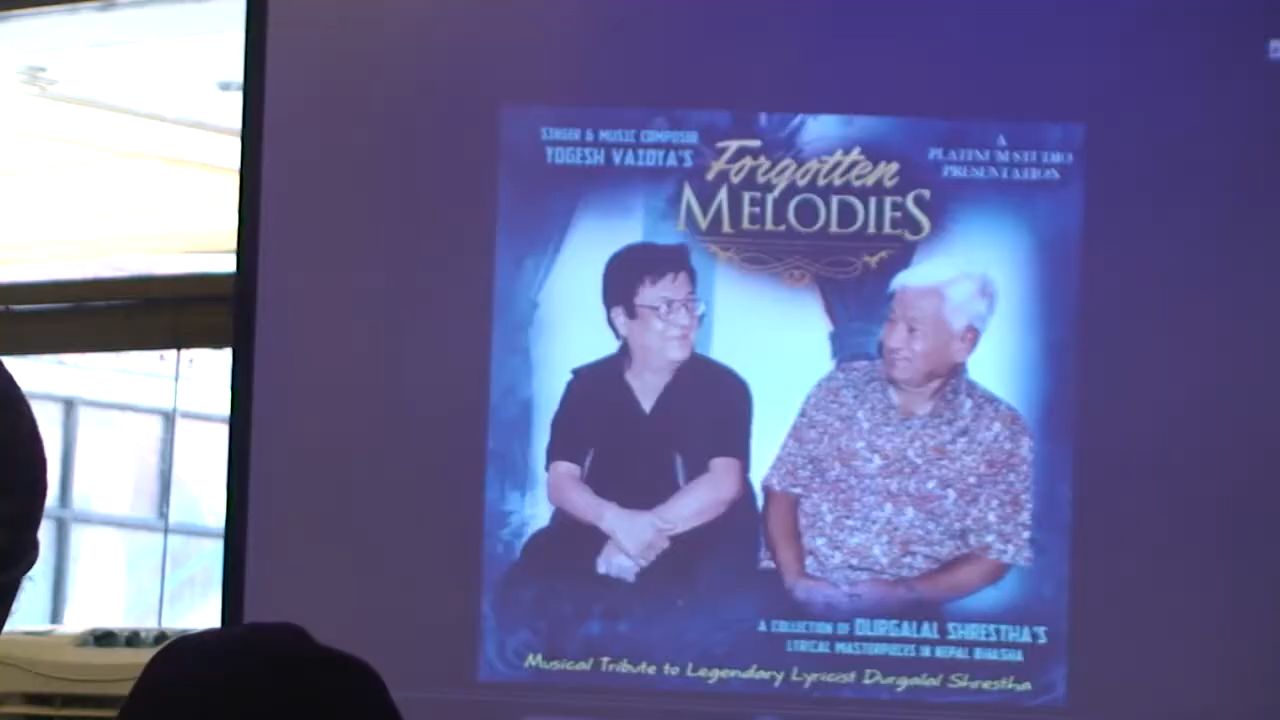 SINGER & MUSIC COMPOSER
YOGESH VAIDYA'S
Forgotten
MELODIES
A
PLATINUM STUDIO
PRESENTATION
A COLLECTION OF DURGALAL SHRESTHA'S
LYRICAL MASTERPIECES IN NEPAL BHASHA
Musical Tribute to Legendary Lyricist Durgalal Shrestha